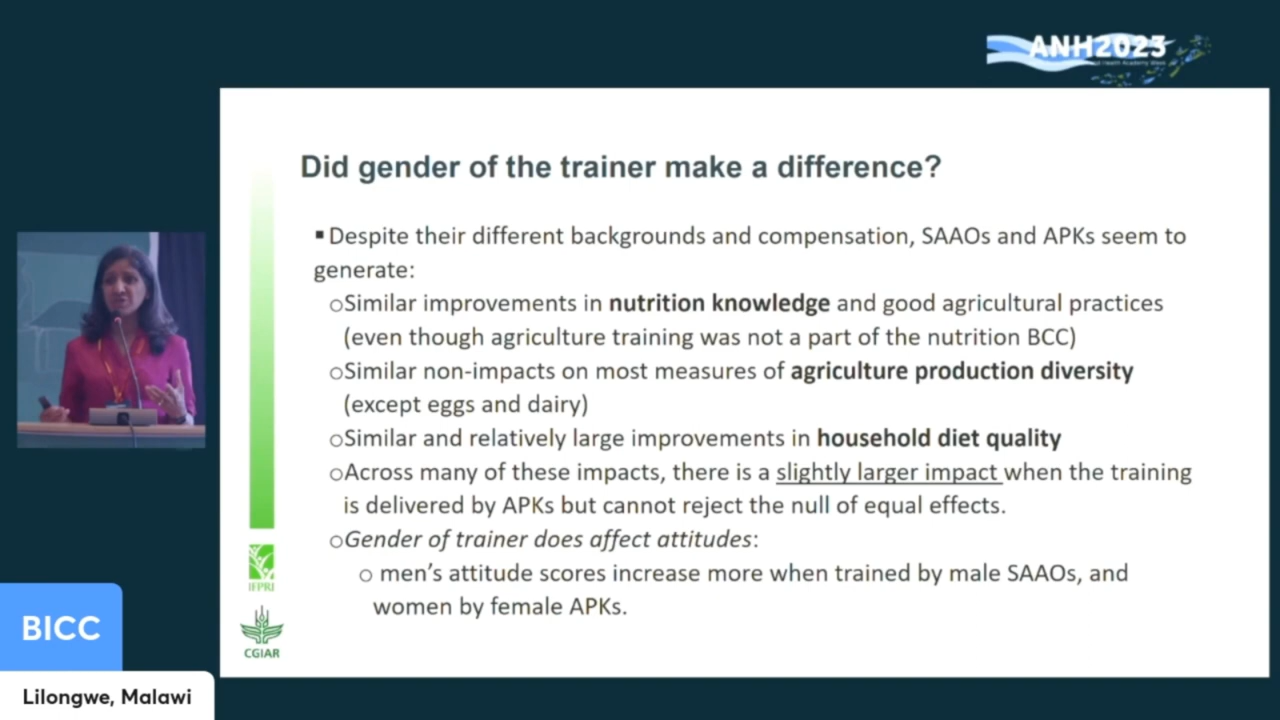 ANH2023
Did gender of the trainer make a difference?
▪Despite their different backgrounds and compensation, SAAOs and APKs seem to
generate:
oSimilar improvements in nutrition knowledge and good agricultural practices
(even though agriculture training was not a part of the nutrition BCC)
oSimilar non-impacts on most measures of agriculture production diversity
(except eggs and dairy)
oSimilar and relatively large improvements in household diet quality
oAcross many of these impacts, there is a slightly larger impact when the training
is delivered by APKs but cannot reject the null of equal effects.
oGender of trainer does affect attitudes:
o men’s attitude scores increase more when trained by male SAAOs, and
women by female APKs.
IFPRI
CGIAR
BICC
Lilongwe, Malawi